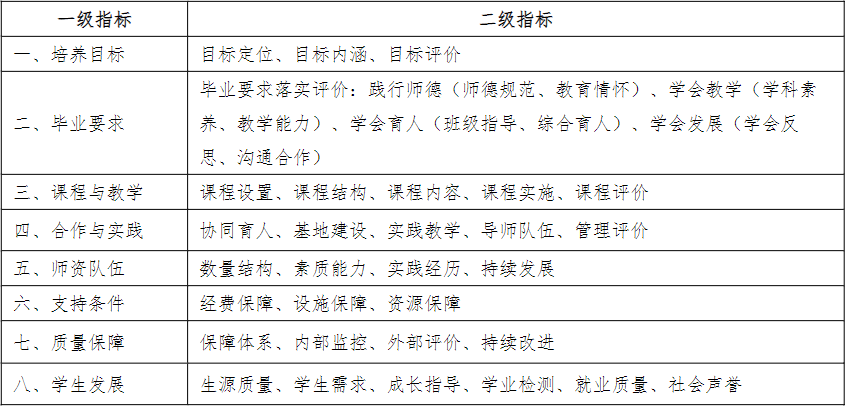 一级指标 二级指标
一、培养目标 目标定位、目标内涵、目标评价
二、毕业要求 毕业要求落实评价：践行师德（师德规范、教育情怀）、学会教学（学科素
养、教学能力）、学会育人（班级指导、综合育人）、学会发展（学会反
思、沟通合作）
三、课程与教学 课程设置、课程结构、课程内容、课程实施、课程评价
四、合作与实践 协同育人、基地建设、实践教学、导师队伍、管理评价
五、师资队伍 数量结构、素质能力、实践经历、持续发展
六、支持条件 经费保障、设施保障、资源保障
七、质量保障 保障体系、内部监控、外部评价、持续改进
八、学生发展 生源质量、学生需求、成长指导、学业检测、就业质量、社会声誉